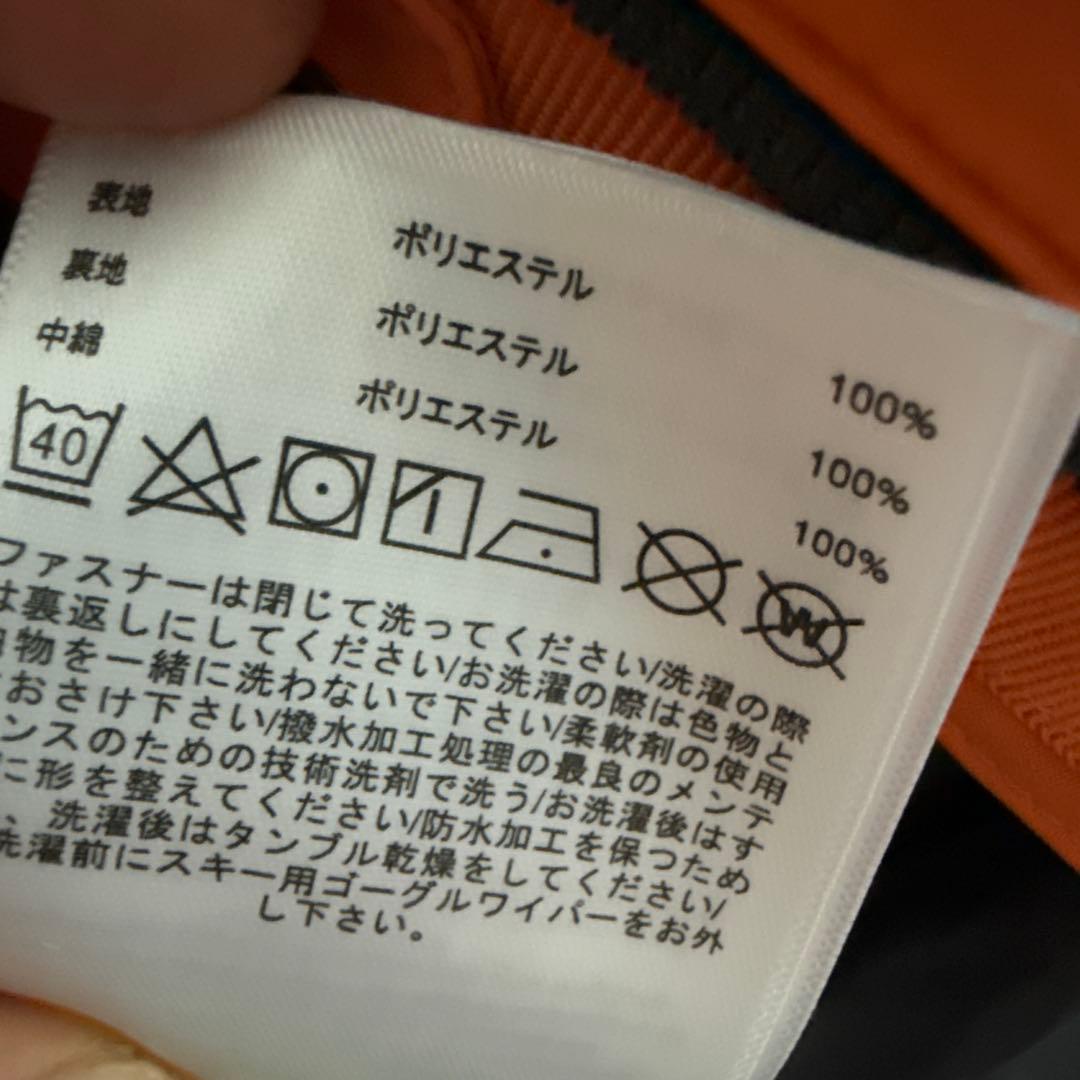 表地 ポリエステル 100%
裏地 ポリエステル 100%
中綿 ポリエステル 100%
40
W
ファスナーは閉じて洗ってください/洗濯の際
は裏返しにしてください/お洗濯の際は色物と
物を一緒に洗わないで下さい/柔軟剤の使用
おさけ下さい/撥水加工処理の最良のメンテ
ンスのための技術洗剤で洗う/お洗濯後はす
に形を整えてください/防水加工を保つため
、洗濯後はタンブル乾燥をしてください/
洗濯前にスキー用ゴーグルワイパーをお外
し下さい。